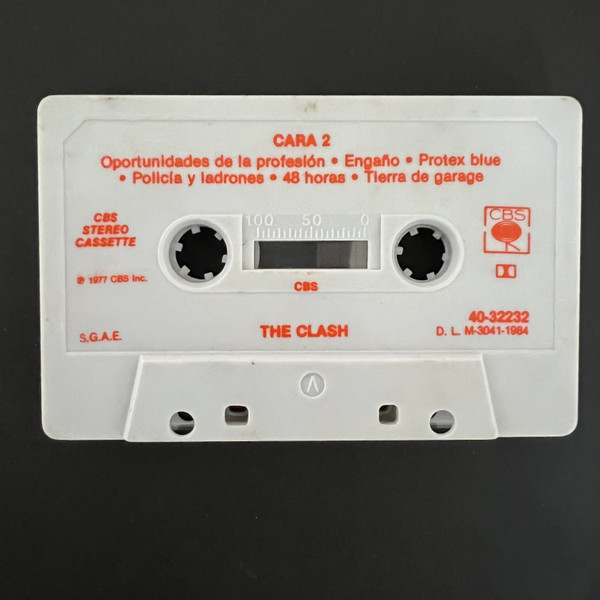 CARA 2
Oportunidades de la profesión • Engaño • Protex blue
• Policía y ladrones • 48 horas • Tierra de garage
CBS
STEREO
CASSETTE
100 50 0
CBS
℗ 1977 CBS Inc.
CBS
40-32232
S.G.A.E.
THE CLASH
D. L. M-3041-1984